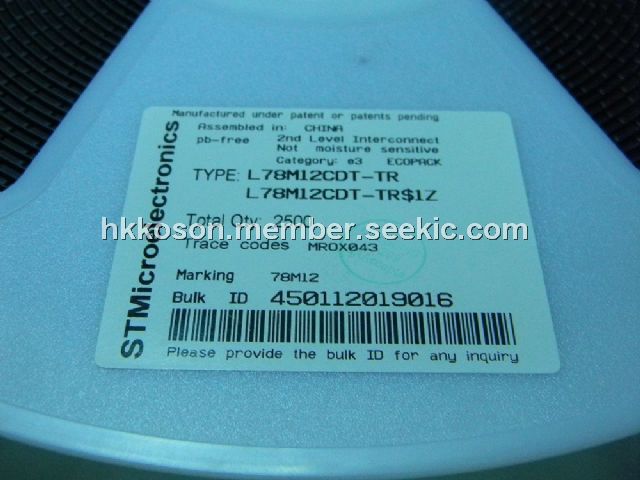 STMicroelectronics
Manufactured under patent or patents pending
Assembled in: CHINA
pb-free 2nd Level Interconnect
Not moisture sensitive
Category: e3 ECOPACK
TYPE: L78M12CDT-TR
L78M12CDT-TR$1Z
Total Qty: 2500
hkkoson.member.seekic.com
Trace codes MROX043
Marking 78M12
Bulk ID 450112019016
Please provide the bulk ID for any inquiry